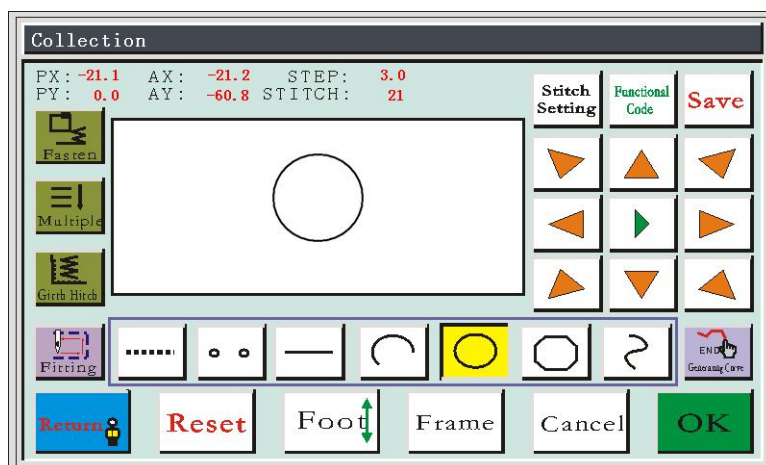 Collection
PX: -21.1 AX: -21.2 STEP: 3.0
PY: 0.0 AY: -60.8 STITCH: 21
Stitch
Setting
Functional
Code
Save
Fasten
Multiple
Girth Hitch
Fitting
END
Generating Curve
Return
Reset
Foot
Frame
Cancel
OK